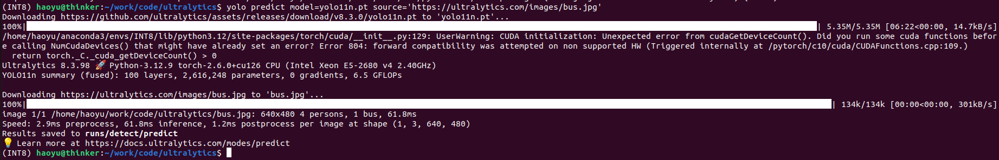 (INT8) haoyu@thinker:~/work/code/ultralytics$ yolo predict model=yolo11n.pt source='https://ultralytics.com/images/bus.jpg'
Downloading https://github.com/ultralytics/assets/releases/download/v8.3.0/yolo11n.pt to 'yolo11n.pt'...
100%| | 5.35M/5.35M [06:22<00:00, 14.7kB/s]
/home/haoyu/anaconda3/envs/INT8/lib/python3.12/site-packages/torch/cuda/__init__.py:129: UserWarning: CUDA initialization: Unexpected error from cudaGetDeviceCount(). Did you run some cuda functions befor
e calling NumCudaDevices() that might have already set an error? Error 804: forward compatibility was attempted on non supported HW (Triggered internally at /pytorch/c10/cuda/CUDAFunctions.cpp:109.)
  return torch._C._cuda_getDeviceCount() > 0
Ultralytics 8.3.98 🚀 Python-3.12.9 torch-2.6.0+cu126 CPU (Intel Xeon E5-2680 v4 2.40GHz)
YOLO11n summary (fused): 100 layers, 2,616,248 parameters, 0 gradients, 6.5 GFLOPs
Downloading https://ultralytics.com/images/bus.jpg to 'bus.jpg'...
100%| | 134k/134k [00:00<00:00, 301kB/s]
image 1/1 /home/haoyu/work/code/ultralytics/bus.jpg: 640x480 4 persons, 1 bus, 61.8ms
Speed: 2.9ms preprocess, 61.8ms inference, 1.2ms postprocess per image at shape (1, 3, 640, 480)
Results saved to runs/detect/predict
💡 Learn more at https://docs.ultralytics.com/modes/predict
(INT8) haoyu@thinker:~/work/code/ultralytics$